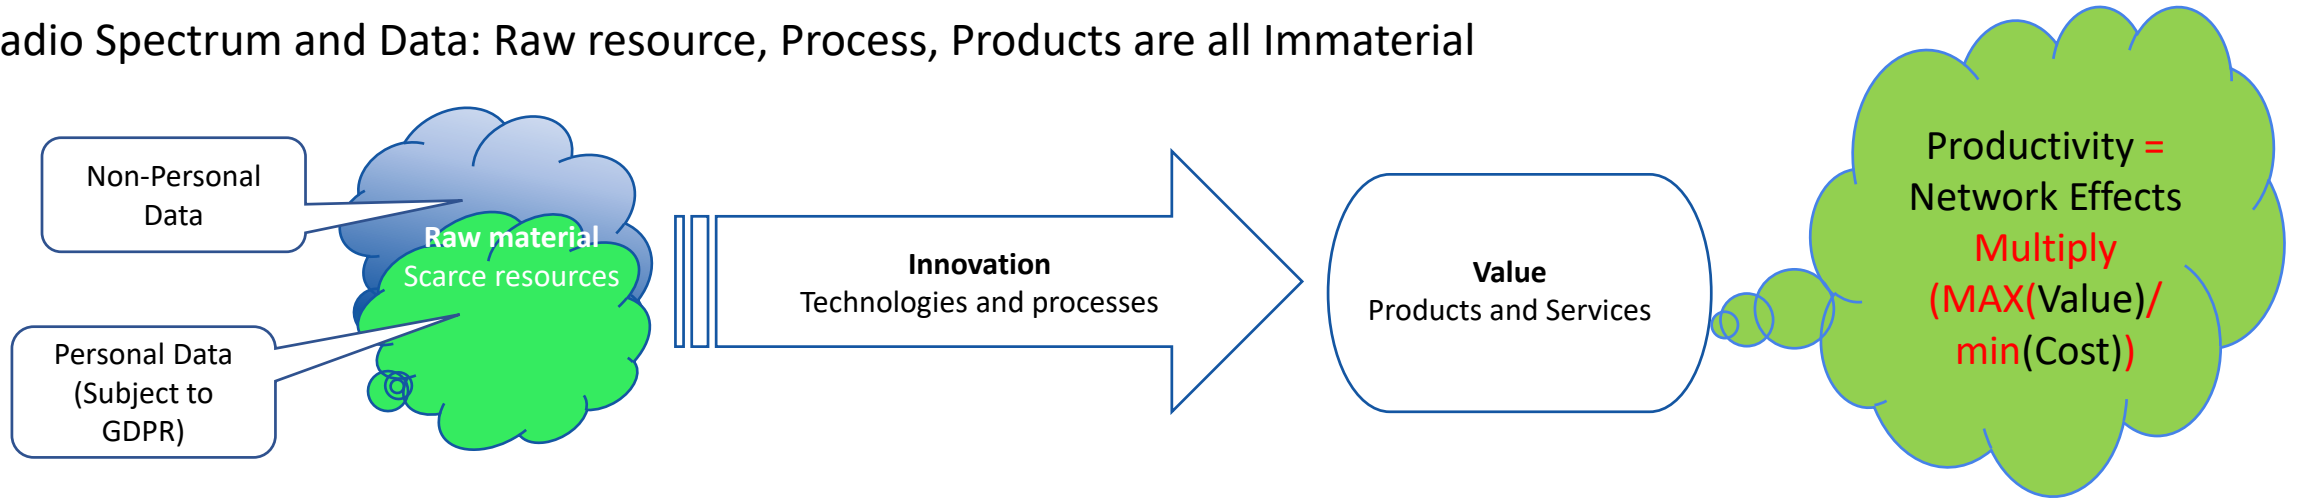 adio Spectrum and Data: Raw resource, Process, Products are all Immaterial
Non-Personal
Data
Raw material
Scarce resources
Personal Data
(Subject to
GDPR)
Innovation
Technologies and processes
Value
Products and Services
Productivity =
Network Effects
Multiply
(MAX(Value)/
min(Cost))